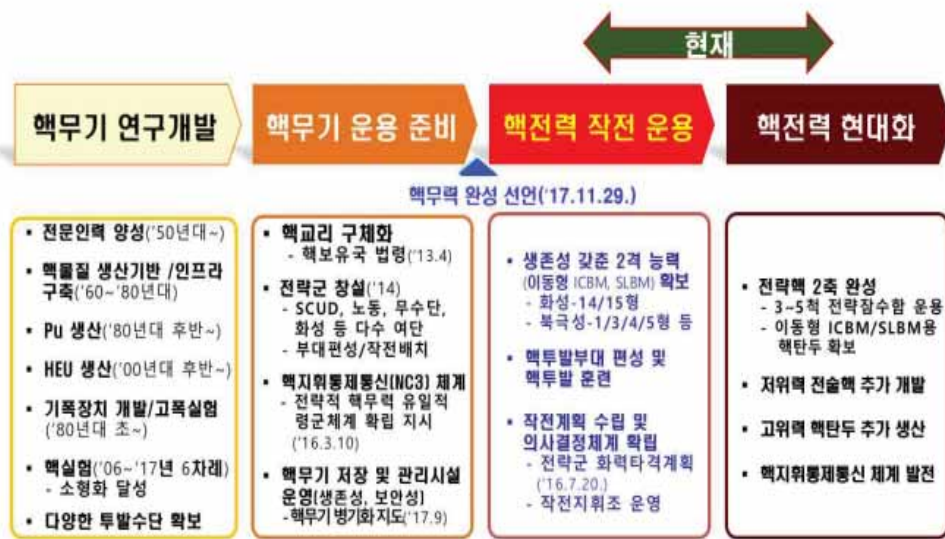 현재
핵무기 연구개발
핵무기 운용 준비
핵전력 작전 운용
핵전력 현대화
핵무력 완성 선언('17.11.29.)
▪ 전문인력 양성('50년대~)
▪ 핵물질 생산기반 /인프라
구축('60~'80년대)
▪ Pu 생산('80년대 후반~)
▪ HEU 생산('00년대 후반~)
▪ 기폭장치 개발/고폭실험
('80년대 초~)
▪ 핵실험('06~'17년 6차례)
- 소형화 달성
▪ 다양한 투발수단 확보
▪ 핵교리 구체화
- 핵보유국 법령('13.4)
▪ 전략군 창설('14)
- SCUD, 노동, 무수단,
화성 등 다수 여단
- 부대편성/작전배치
▪ 핵지휘통제통신(NC3) 체계
- 전략적 핵무력 유일적
령군체계 확립 지시
('16.3.10)
▪ 핵무기 저장 및 관리시설
운영(생존성, 보안성)
-핵무기 병기화 지도('17.9)
▪ 생존성 갖춘 2격 능력
(이동형 ICBM, SLBM) 확보
- 화성-14/15형
- 북극성-1/3/4/5형 등
▪ 핵투발부대 편성 및
핵투발 훈련
▪ 작전계획 수립 및
의사결정체계 확립
- 전략군 화력타격계획
('16.7.20.)
- 작전지휘조 운영
▪ 전략핵 2축 완성
- 3~5척 전략잠수함 운용
- 이동형 ICBM/SLBM용
핵탄두 확보
▪ 저위력 전술핵 추가 개발
▪ 고위력 핵탄두 추가 생산
▪ 핵지휘통제통신 체계 발전